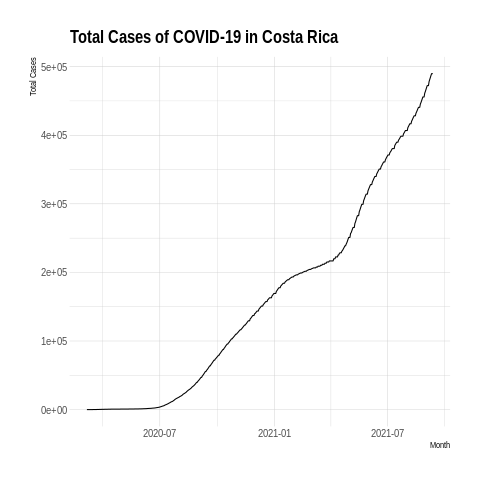 Total Cases of COVID-19 in Costa Rica
Total Cases
5e+05
4e+05
3e+05
2e+05
1e+05
0e+00
2020-07 2021-01 2021-07
Month